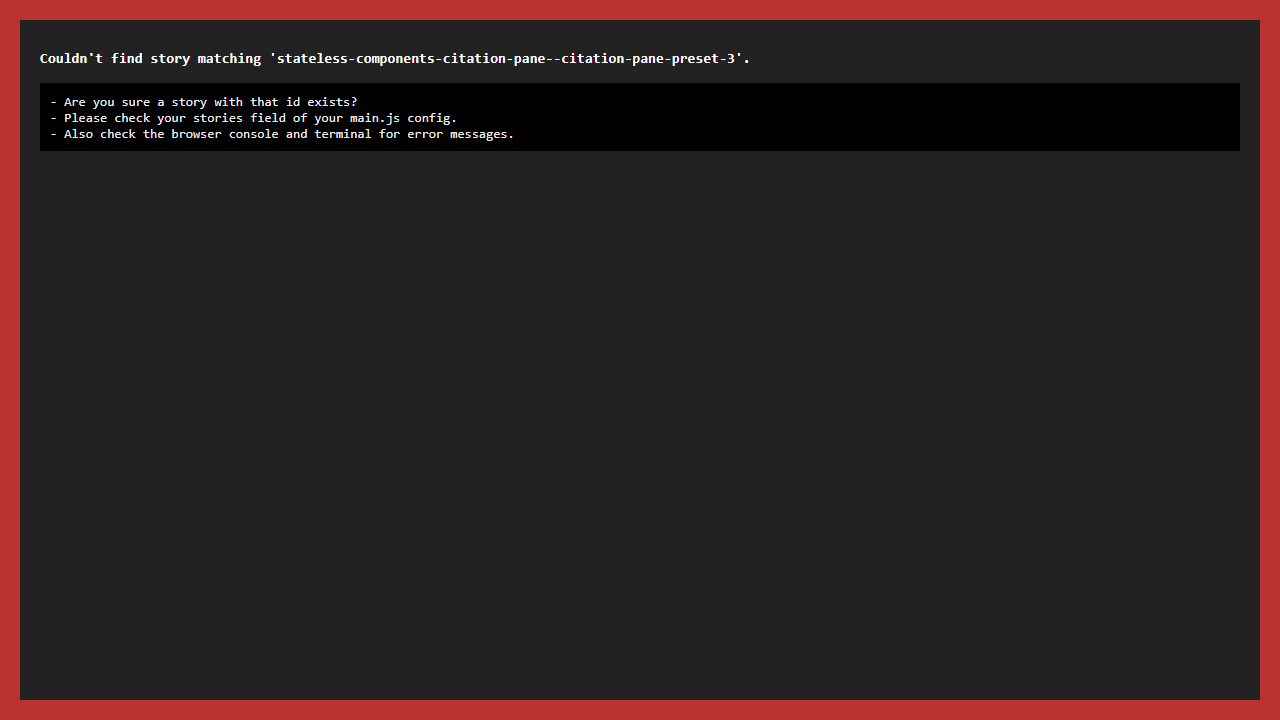 Couldn't find story matching 'stateless-components-citation-pane--citation-pane-preset-3'.
- Are you sure a story with that id exists?
- Please check your stories field of your main.js config.
- Also check the browser console and terminal for error messages.